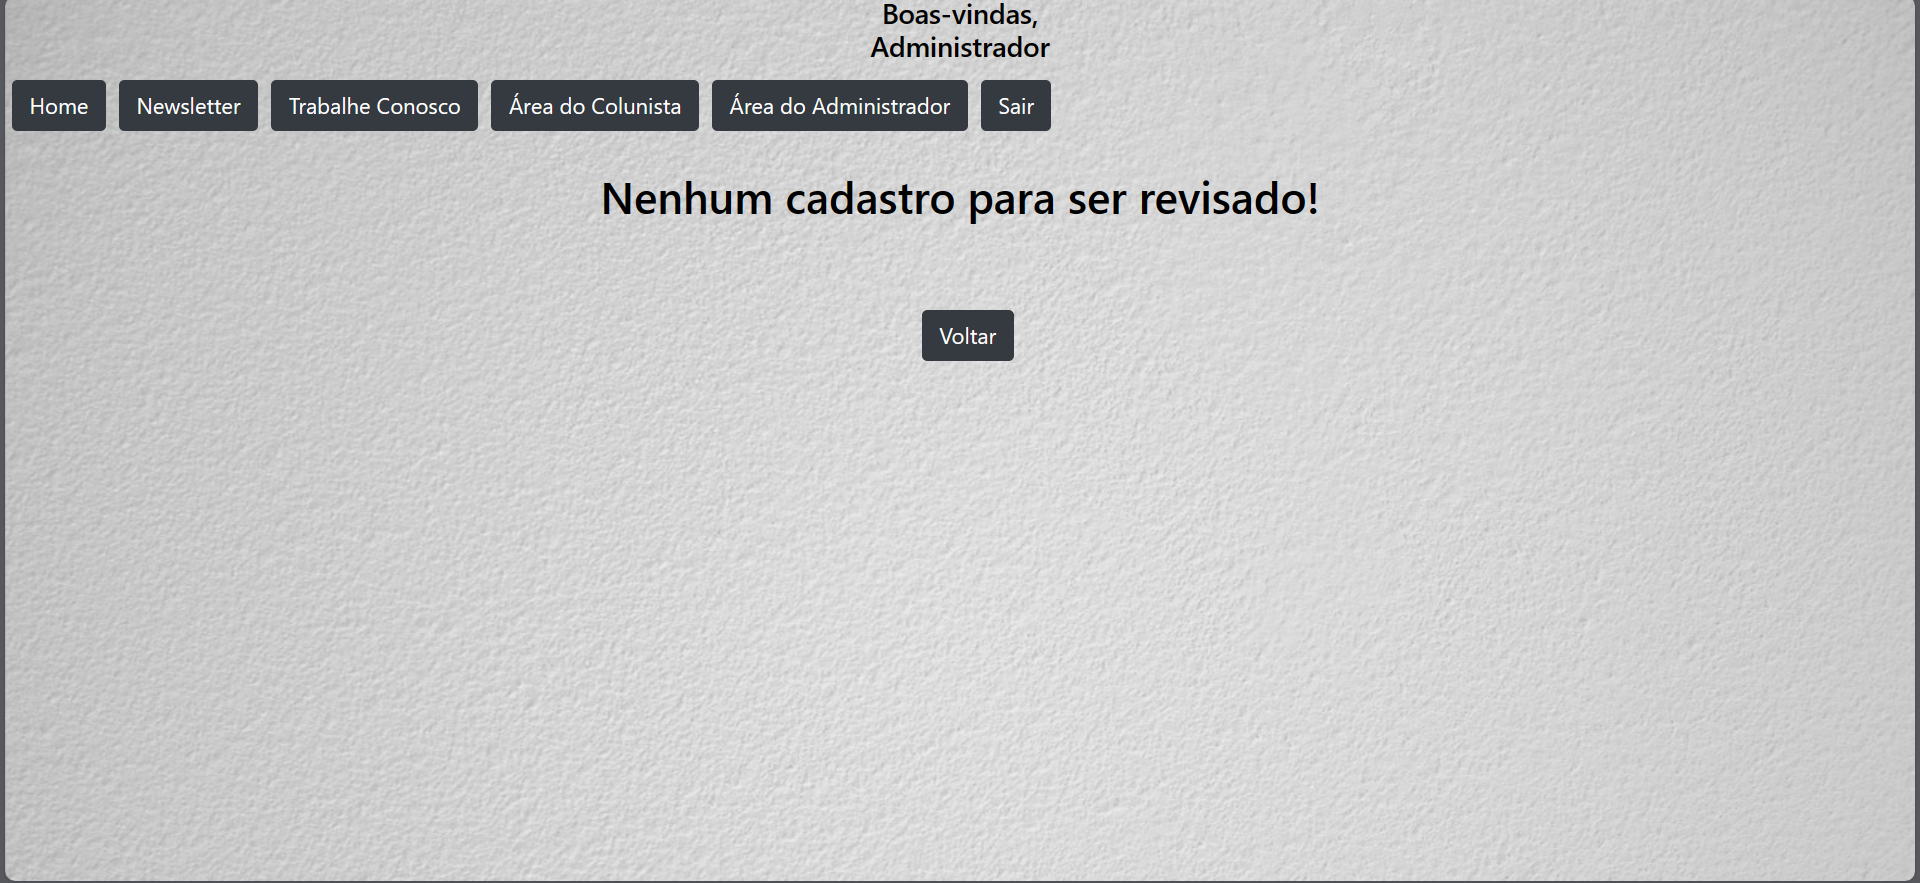 Boas-vindas,
Administrador
Home Newsletter Trabalhe Conosco Área do Colunista Área do Administrador Sair
Nenhum cadastro para ser revisado!
Voltar